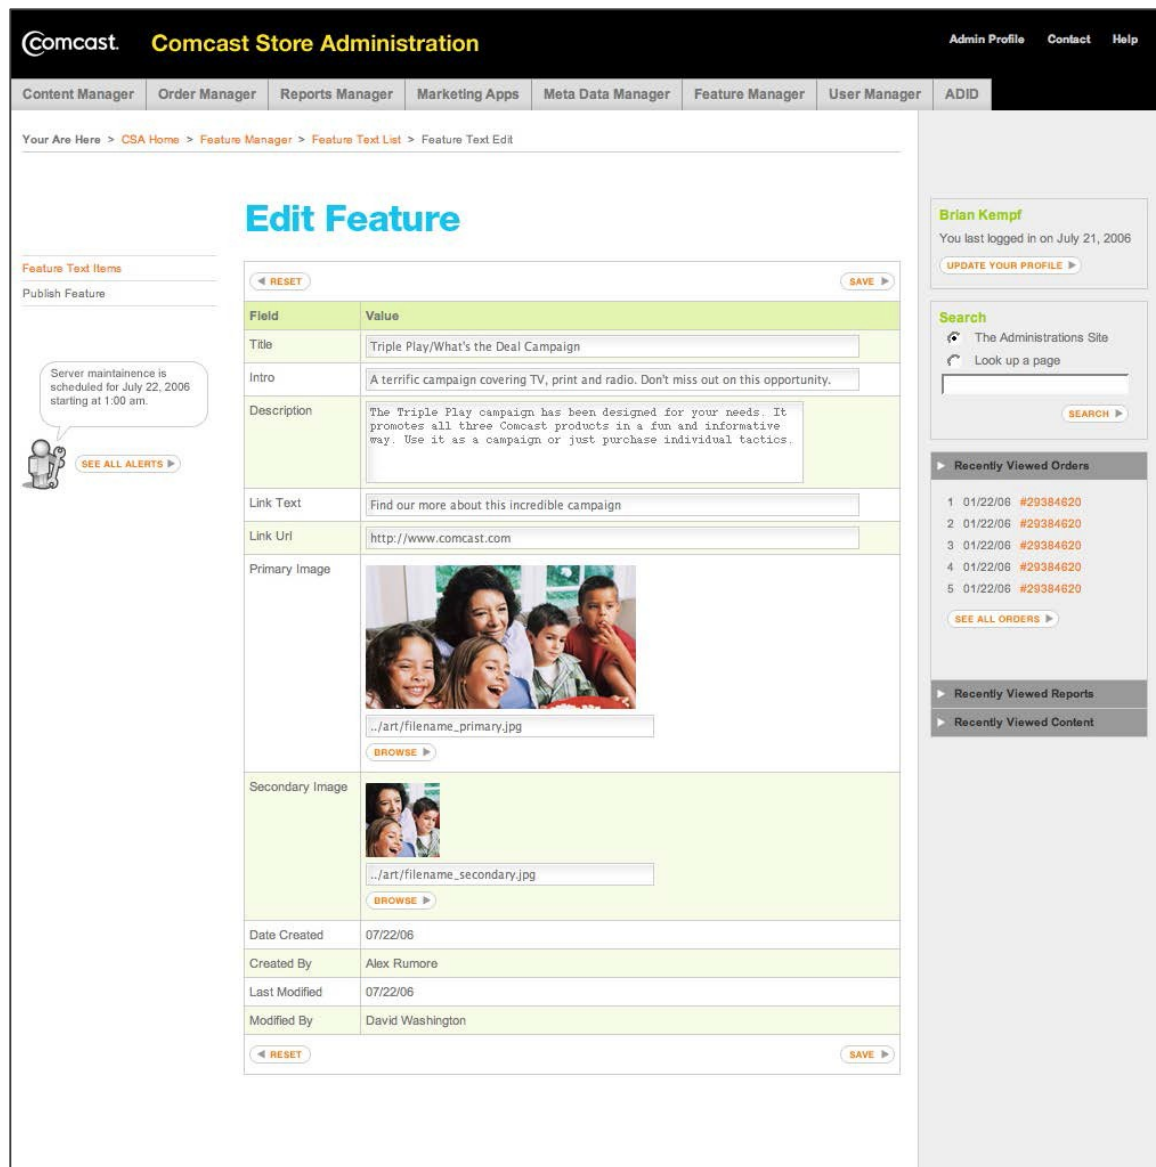 Comcast.
Comcast Store Administration
Admin Profile Contact Help
Content Manager Order Manager Reports Manager Marketing Apps Meta Data Manager Feature Manager User Manager ADID
Your Are Here > CSA Home > Feature Manager > Feature Text List > Feature Text Edit
Edit Feature
Feature Text Items
Publish Feature
Server maintainence is
scheduled for July 22, 2006
starting at 1:00 am.
SEE ALL ALERTS
RESET
SAVE
Field Value
Title Triple Play/What's the Deal Campaign
Intro A terrific campaign covering TV, print and radio. Don't miss out on this opportunity.
Description The Triple Play campaign has been designed for your needs. It
promotes all three Comcast products in a fun and informative
way. Use it as a campaign or just purchase individual tactics.
Link Text Find our more about this incredible campaign
Link Url http://www.comcast.com
Primary Image
../art/filename_primary.jpg
BROWSE
Secondary Image
../art/filename_secondary.jpg
BROWSE
Date Created 07/22/06
Created By Alex Rumore
Last Modified 07/22/06
Modified By David Washington
RESET
SAVE
Brian Kempf
You last logged in on July 21, 2006
UPDATE YOUR PROFILE
Search
The Administrations Site
Look up a page
SEARCH
Recently Viewed Orders
1 01/22/06 #29384620
2 01/22/06 #29384620
3 01/22/06 #29384620
4 01/22/06 #29384620
5 01/22/06 #29384620
SEE ALL ORDERS
Recently Viewed Reports
Recently Viewed Content